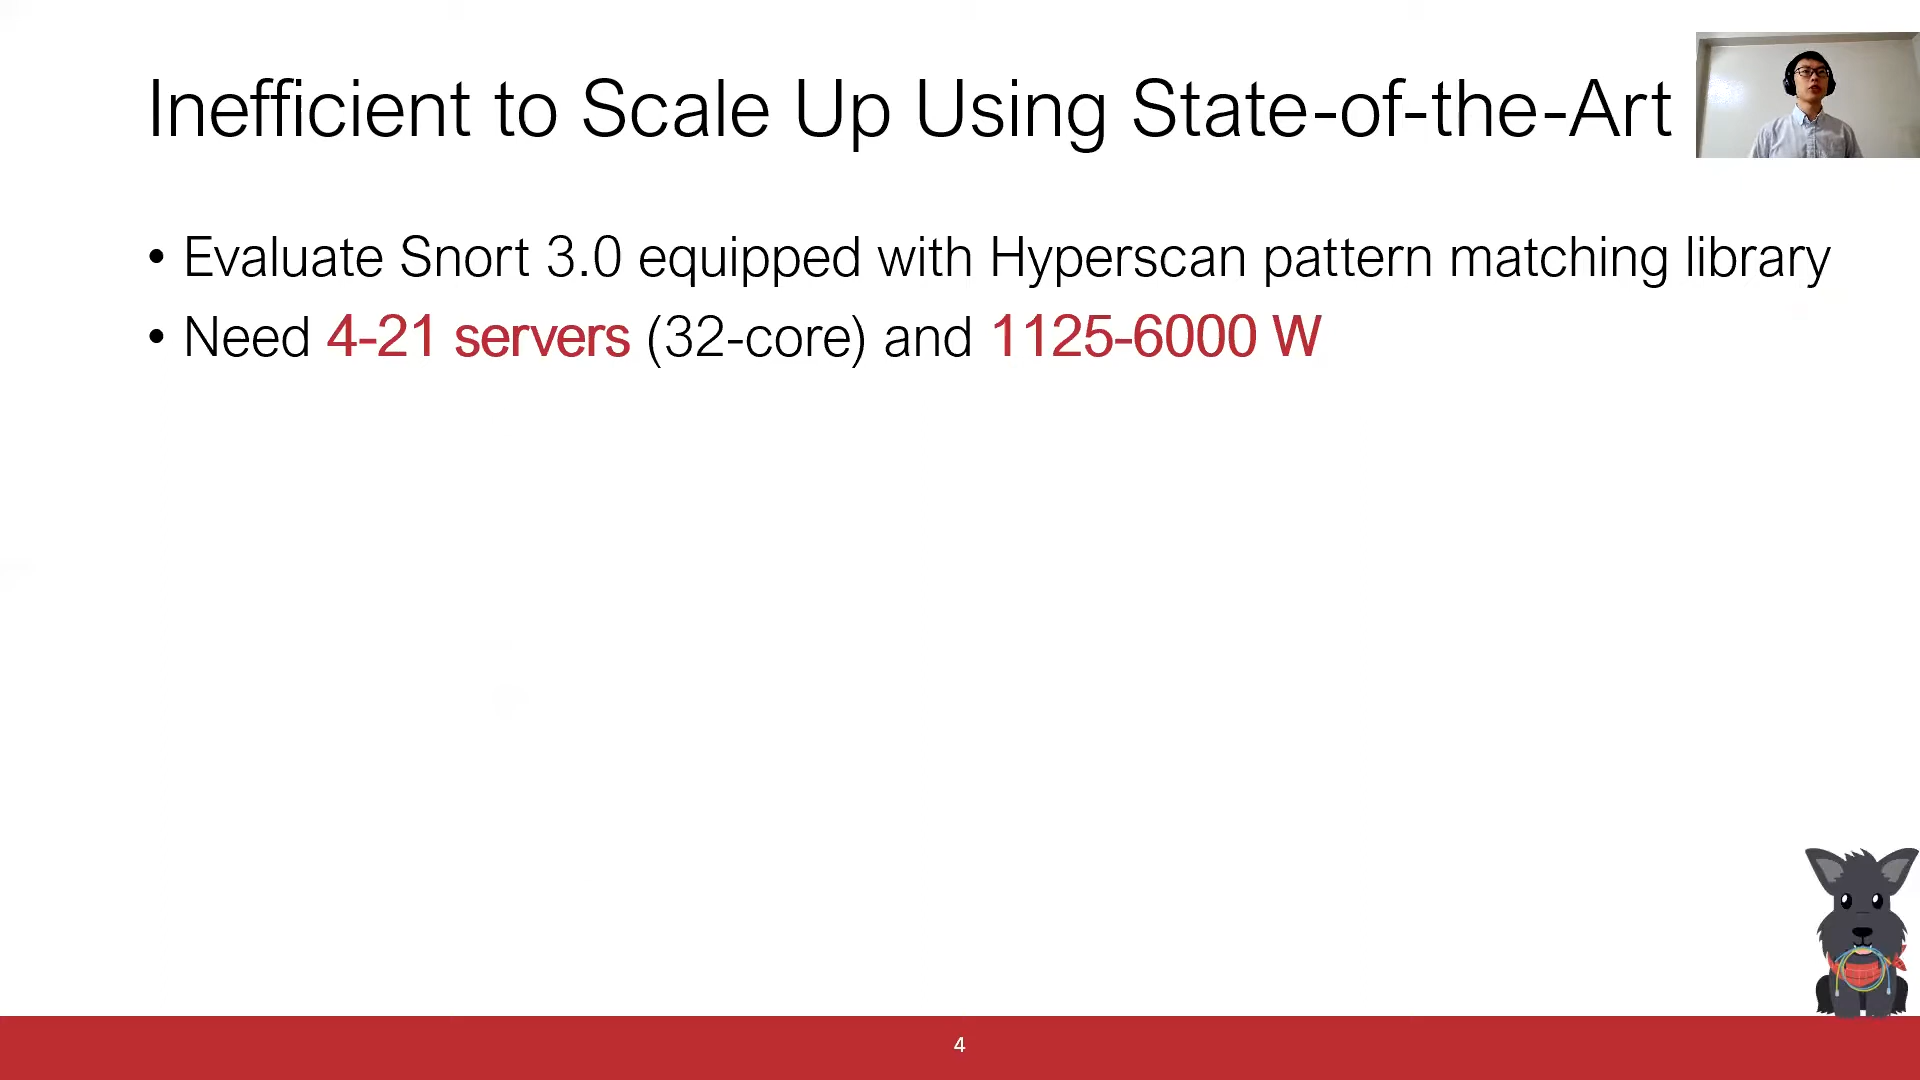 Inefficient to Scale Up Using State-of-the-Art
• Evaluate Snort 3.0 equipped with Hyperscan pattern matching library
• Need 4-21 servers (32-core) and 1125-6000 W
4